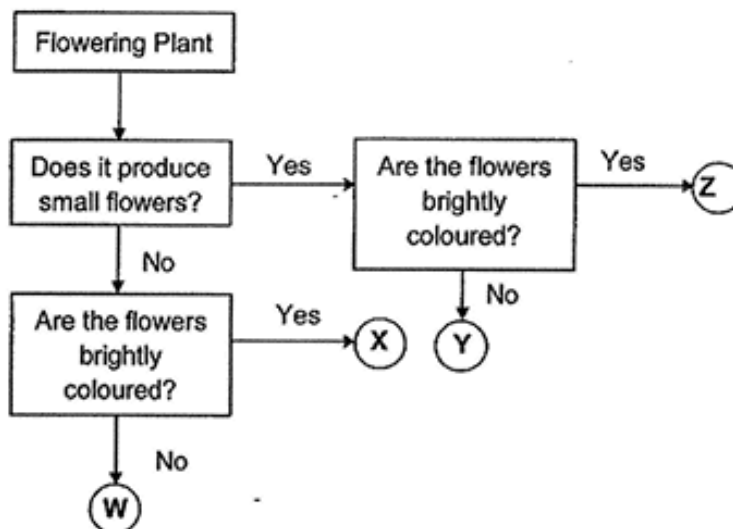 Flowering Plant
Does it produce
small flowers?
Yes
Are the flowers
brightly
coloured?
Yes
Z
No
No
Are the flowers
brightly
coloured?
Yes
X
Y
No
W